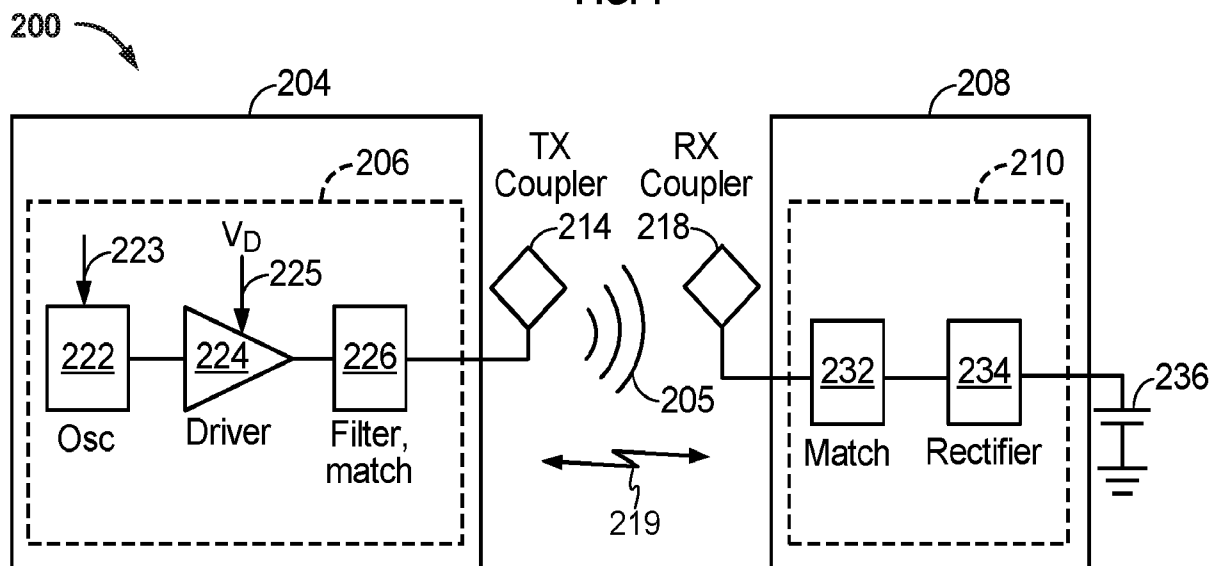 200
204
208
TX
Coupler
RX
Coupler
206
210
214
218
223
V_D
225
222
224
226
232
234
236
205
Osc
Driver
Filter,
match
Match
Rectifier
219